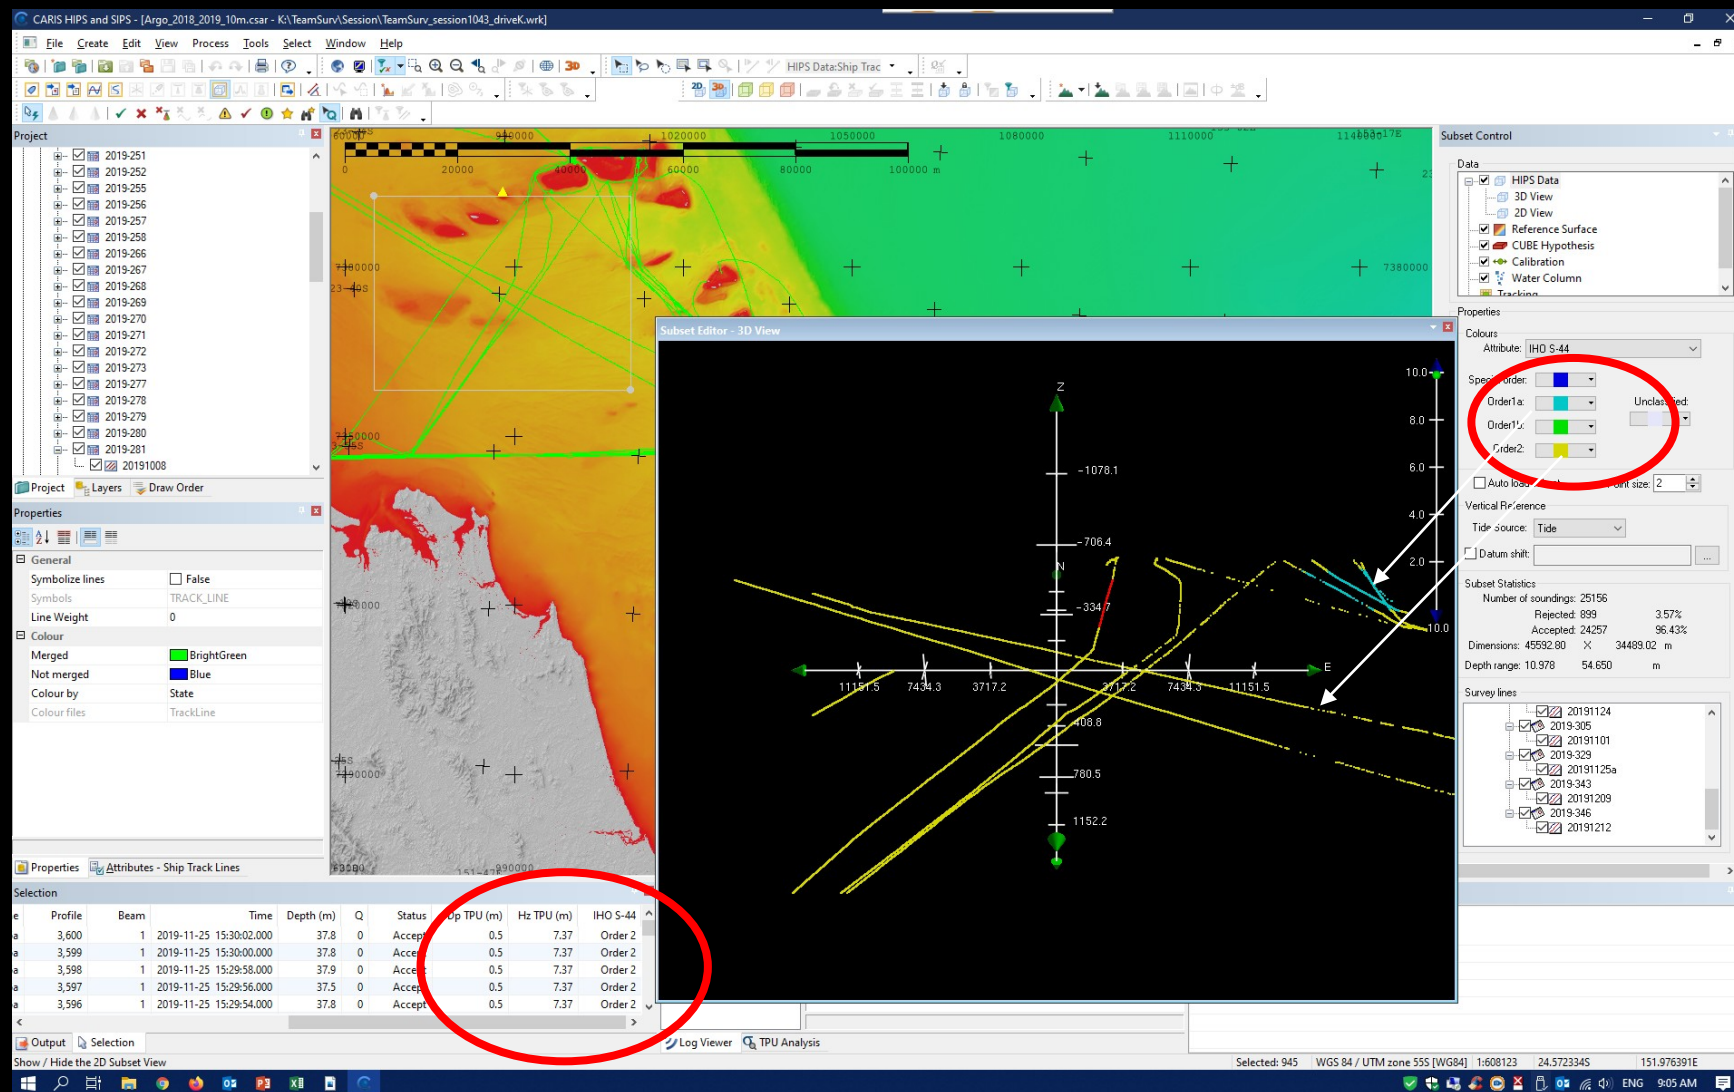 CARIS HIPS and SIPS - [Argo_2018_2019_10m.csar - K:\TeamSurv\Session\TeamSurv_session1043_driveK.wrk]
File Create Edit View Process Tools Select Window Help
HIPS Data:Ship Trac
Project
2019-251
2019-252
2019-255
2019-256
2019-257
2019-258
2019-266
2019-267
2019-268
2019-269
2019-270
2019-271
2019-272
2019-273
2019-277
2019-278
2019-279
2019-280
2019-281
20191008
Project Layers Draw Order
Properties
General
Symbolize lines False
Symbols TRACK_LINE
Line Weight 0
Colour
Merged BrightGreen
Not merged Blue
Colour by State
Colour files TrackLine
Properties Attributes - Ship Track Lines
1020000 1050000 1080000 1110000
0 20000 40000 60000 80000 100000 m
7380000 7380000
Subset Editor - 3D View
Z
N
E
-1078.1
-706.4
-334.7
11151.5 7434.3 3717.2 3717.2 7434.3 11151.5
408.8
780.5
1152.2
10.0
8.0
6.0
4.0
2.0
10.0
Subset Control
Data
HIPS Data
3D View
2D View
Reference Surface
CUBE Hypothesis
Calibration
Water Column
Tracking
Properties
Colours
Attribute: IHO S-44
Order1a:
Order2:
Point size: 2
Vertical Reference
Tide Source: Tide
Datum shift: ...
Subset Statistics
Number of soundings: 25156
Rejected: 899 3.57%
Accepted: 24257 96.43%
Dimensions: 45592.80 X 34489.02 m
Depth range: 10.978 54.650 m
Survey lines
20191124
2019-305
20191101
2019-329
20191125a
2019-343
20191209
2019-346
20191212
Selection
Profile Beam Time Depth (m) Q Status Dp TPU (m) Hz TPU (m) IHO S-44
3,600 1 2019-11-25 15:30:02.000 37.8 0 Accept 0.5 7.37 Order 2
3,599 1 2019-11-25 15:30:00.000 37.8 0 Accept 0.5 7.37 Order 2
3,598 1 2019-11-25 15:29:58.000 37.9 0 Accept 0.5 7.37 Order 2
3,597 1 2019-11-25 15:29:56.000 37.5 0 Accept 0.5 7.37 Order 2
3,596 1 2019-11-25 15:29:54.000 37.8 0 Accept 0.5 7.37 Order 2
Output Selection
Log Viewer TPU Analysis
Show / Hide the 2D Subset View
Selected: 945 WGS 84 / UTM zone 55S [WG84] 1:608123 24.572334S 151.976391E
ENG 9:05 AM